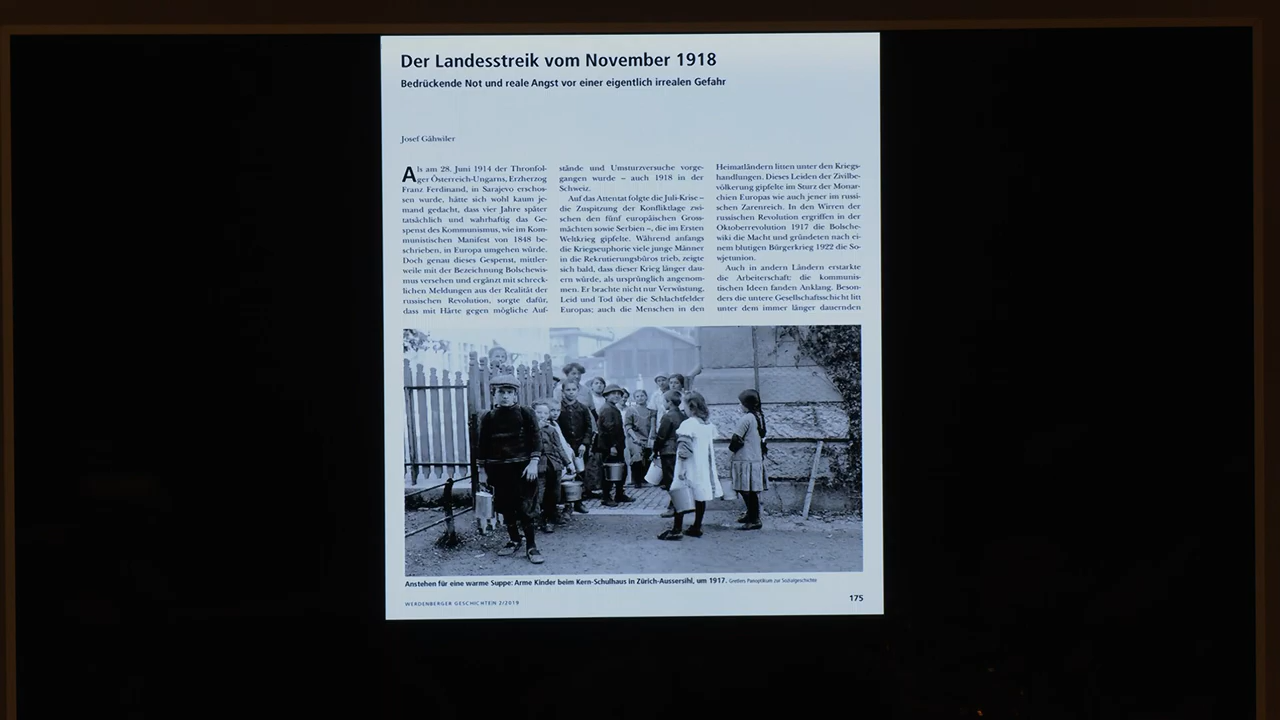 Der Landesstreik vom November 1918
Bedrückende Not und reale Angst vor einer eigentlich irrealen Gefahr
Josef Gähwiler
Als am 28. Juni 1914 der Thronfol-
ger Österreich-Ungarns, Erzherzog
Franz Ferdinand, in Sarajevo erschos-
sen wurde, hätte sich wohl kaum je-
mand gedacht, dass vier Jahre später
tatsächlich und wahrhaftig das Ge-
spenst des Kommunismus, wie im Kom-
munistischen Manifest von 1848 be-
schrieben, in Europa umgehen würde.
Doch genau dieses Gespenst, mittler-
weile mit der Bezeichnung Bolschewis-
mus versehen und ergänzt mit schreck-
lichen Meldungen aus der Realität der
russischen Revolution, sorgte dafür,
dass mit Härte gegen mögliche Auf-
stände und Umsturzversuche vorge-
gangen wurde – auch 1918 in der
Schweiz.
Auf das Attentat folgte die Juli-Krise –
die Zuspitzung der Konfliktlage zwi-
schen den fünf europäischen Gross-
mächten sowie Serbien –, die im Ersten
Weltkrieg gipfelte. Während anfangs
die Kriegseuphorie viele junge Männer
in die Rekrutierungsbüros trieb, zeigte
sich bald, dass dieser Krieg länger dau-
ern würde, als ursprünglich angenom-
men. Er brachte nicht nur Verwüstung,
Leid und Tod über die Schlachtfelder
Europas; auch die Menschen in den
Heimatländern litten unter den Kriegs-
handlungen. Dieses Leiden der Zivilbe-
völkerung gipfelte im Sturz der Monar-
chien Europas wie auch jener im russi-
schen Zarenreich. In den Wirren der
russischen Revolution ergriffen in der
Oktoberrevolution 1917 die Bolsche-
wiki die Macht und gründeten nach ei-
nem blutigen Bürgerkrieg 1922 die So-
wjetunion.
Auch in andern Ländern erstarkte
die Arbeiterschaft; die kommunis-
tischen Ideen fanden Anklang. Beson-
ders die untere Gesellschaftsschicht litt
unter dem immer länger dauernden
Anstehen für eine warme Suppe: Arme Kinder beim Kern-Schulhaus in Zürich-Aussersihl, um 1917. Gretlers Panoptikum zur Sozialgeschichte
WERDENBERGER GESCHICHTE|N 2/2019
175